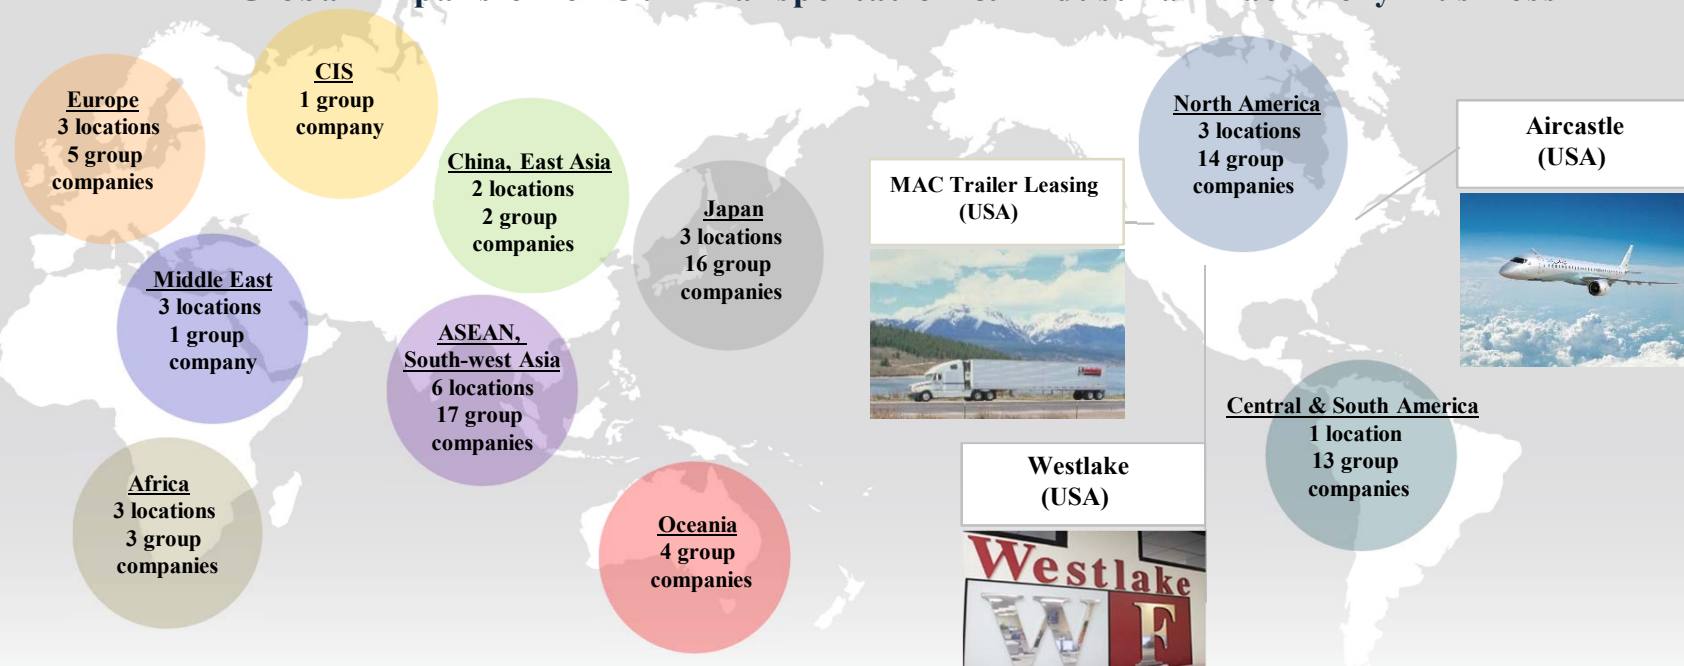 Europe
3 locations
5 group
companies
CIS
1 group
company
China, East Asia
2 locations
2 group
companies
Japan
3 locations
16 group
companies
Middle East
3 locations
1 group
company
ASEAN,
South-west Asia
6 locations
17 group
companies
Africa
3 locations
3 group
companies
Oceania
4 group
companies
North America
3 locations
14 group
companies
Aircastle
(USA)
MAC Trailer Leasing
(USA)
Central & South America
1 location
13 group
companies
Westlake
(USA)
Westlake
W F